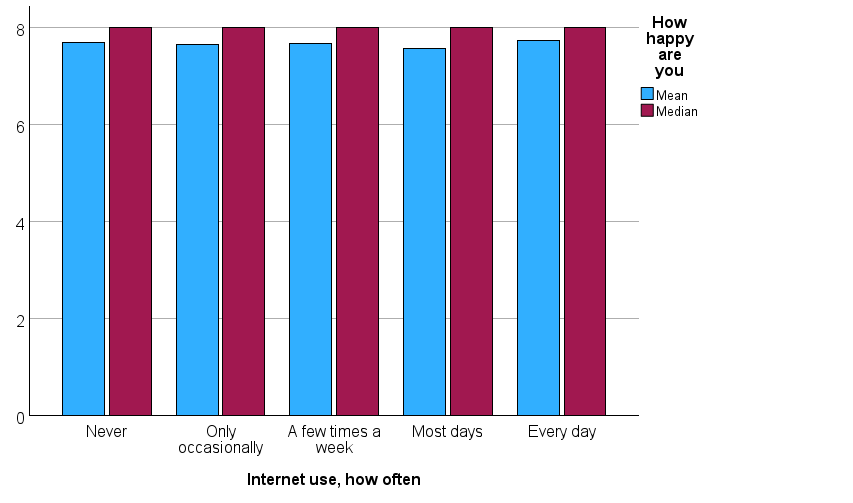 8
6
4
2
0
Never
Only
occasionally
A few times a
week
Most days
Every day
Internet use, how often
How
happy
are
you
Mean
Median